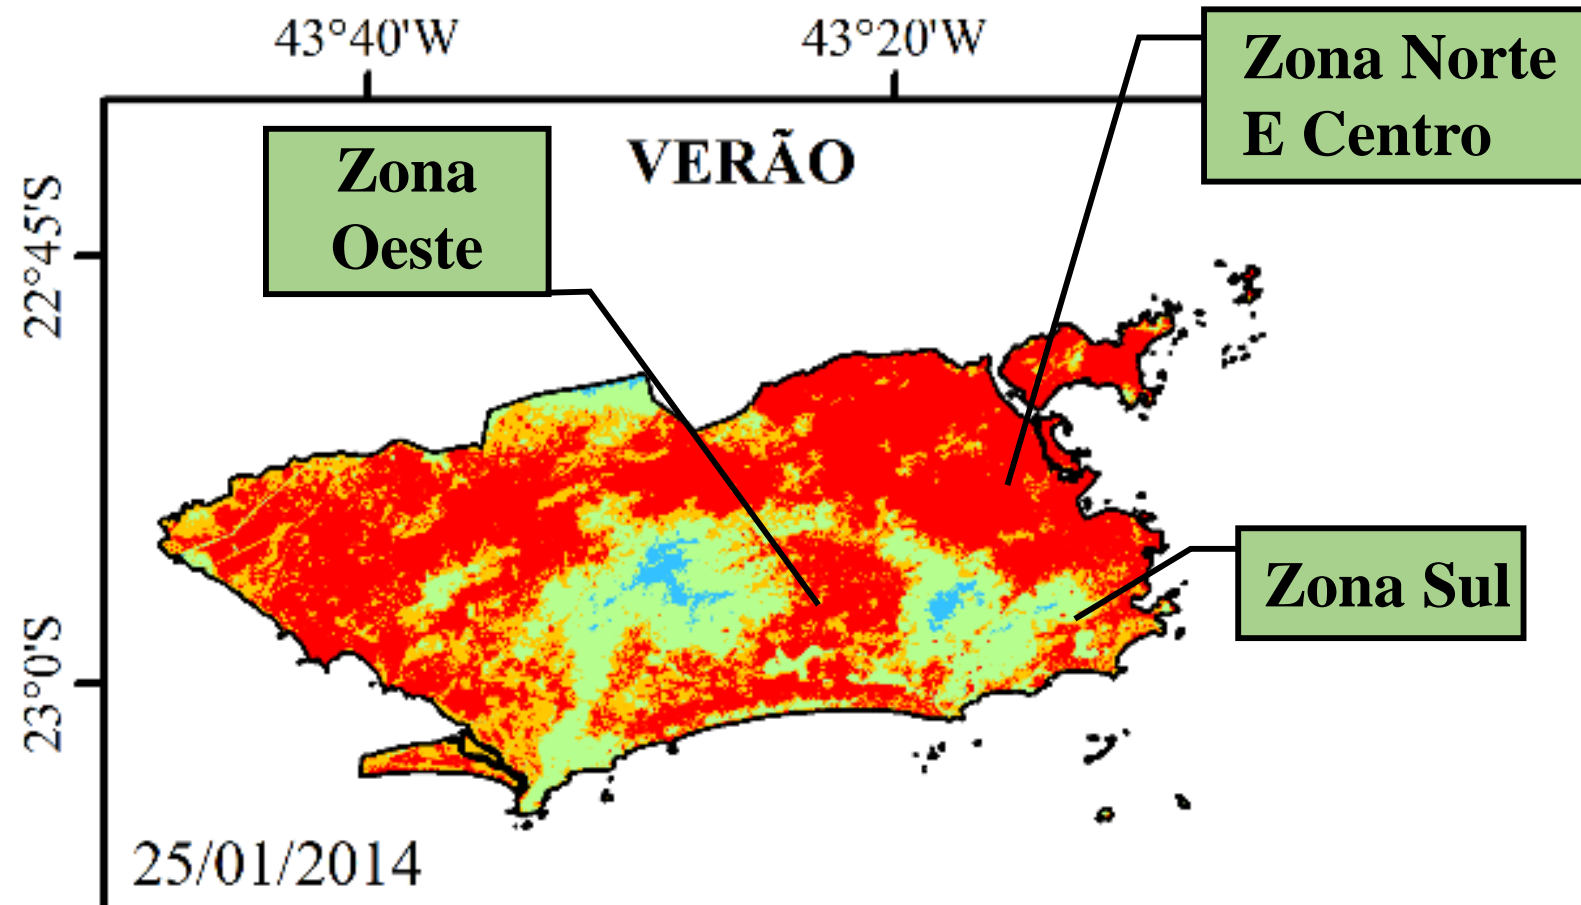 43°40'W
43°20'W
Zona Norte
E Centro
VERÃO
Zona
Oeste
22°45'S
Zona Sul
23°0'S
25/01/2014